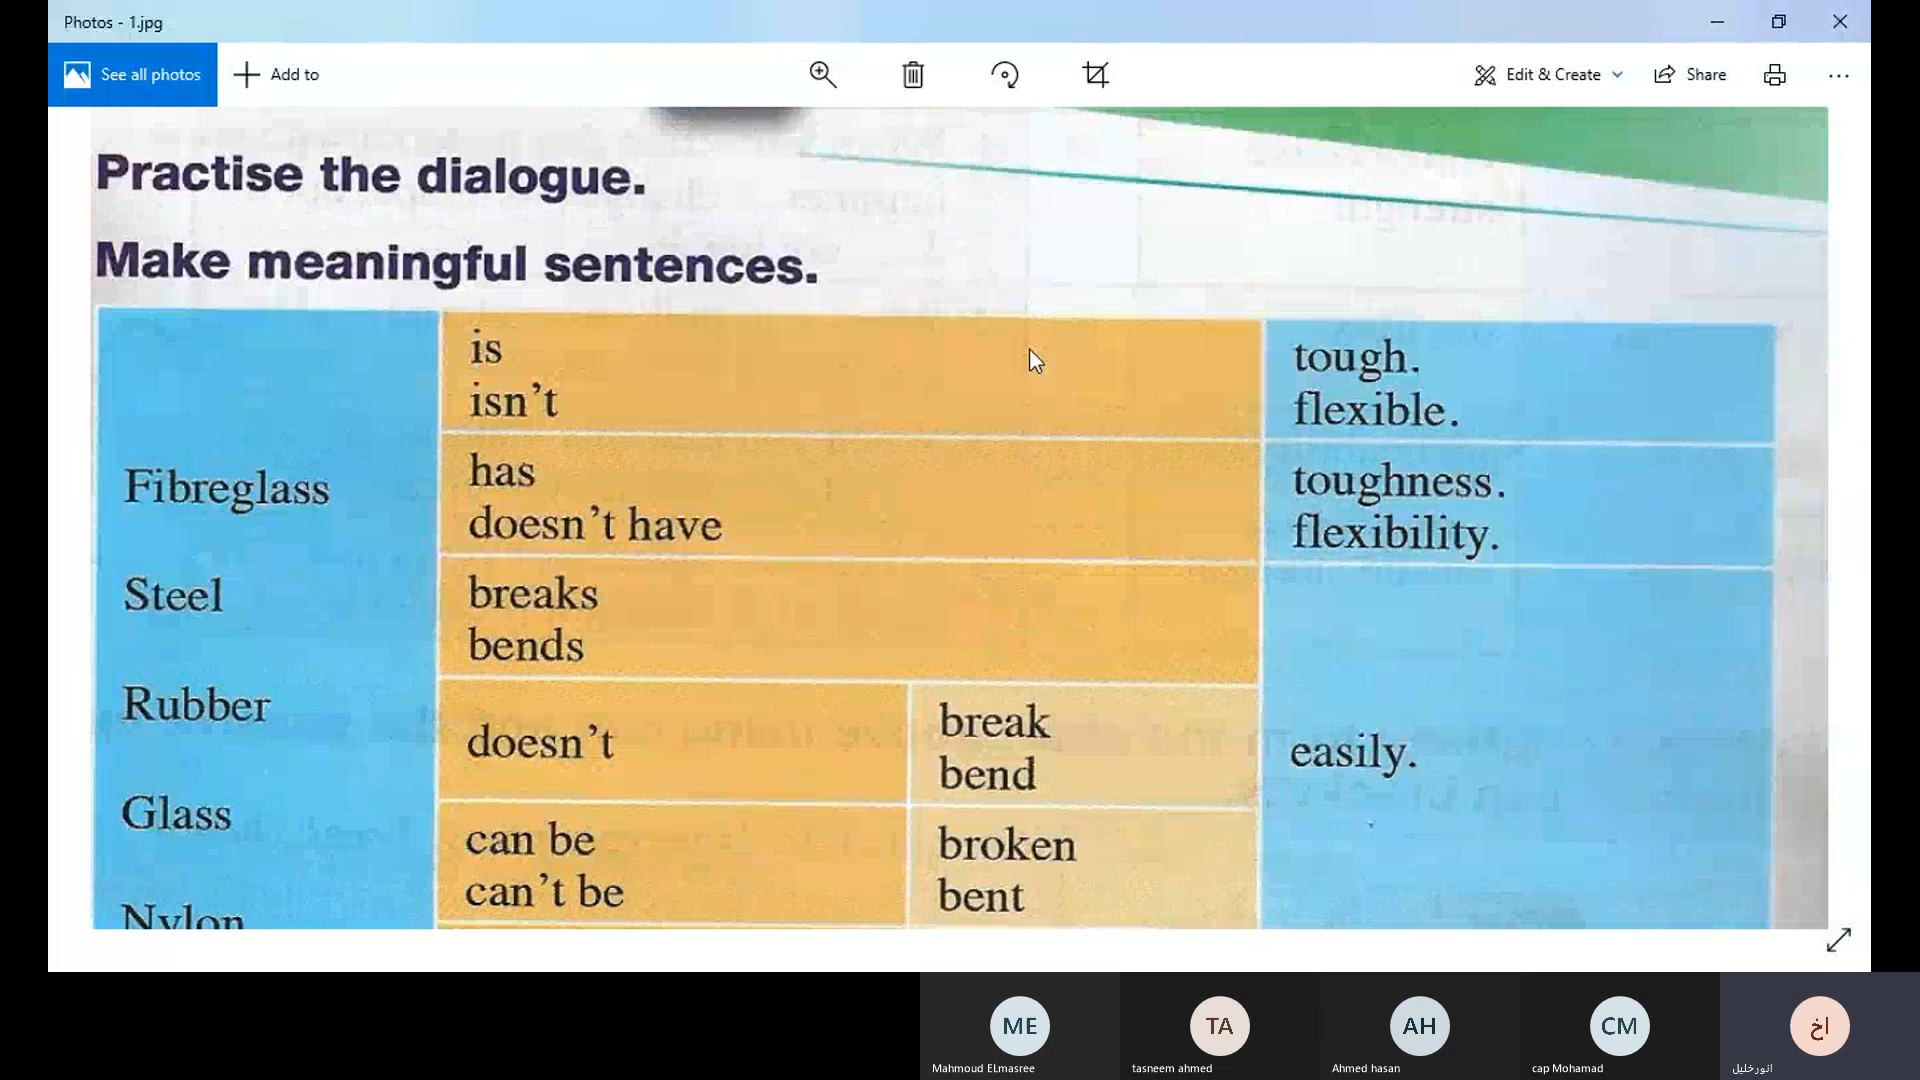 Photos - 1.jpg
See all photos
Add to
Edit & Create
Share
Practise the dialogue.
Make meaningful sentences.
is
isn't
tough.
flexible.
Fibreglass
has
doesn't have
toughness.
flexibility.
Steel
breaks
bends
Rubber
doesn't
break
bend
easily.
Glass
can be
can't be
broken
bent
Nylon
ME
TA
AH
CM
اخ
Mahmoud ELmasree
tasneem ahmed
Ahmed hasan
cap Mohamad
انورخليل